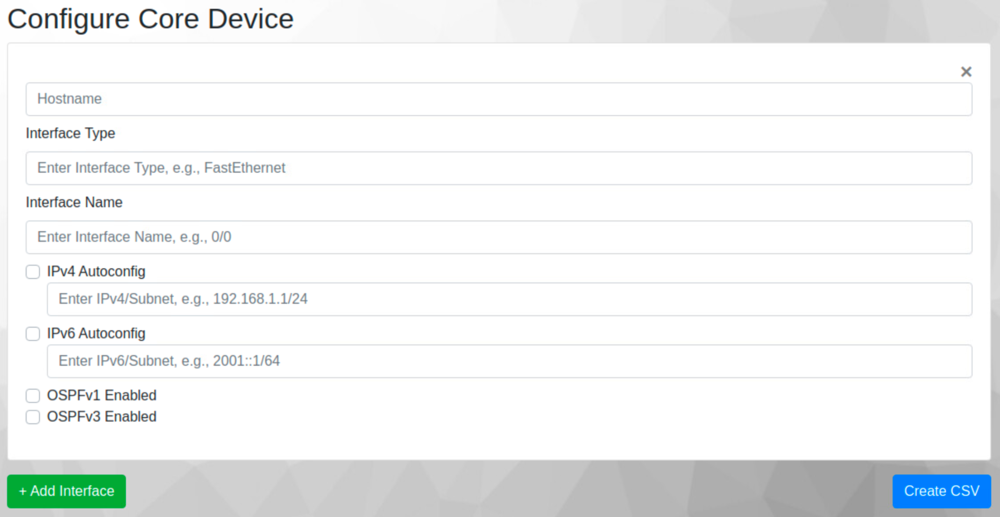 Configure Core Device
×
Hostname
Interface Type
Enter Interface Type, e.g., FastEthernet
Interface Name
Enter Interface Name, e.g., 0/0
IPv4 Autoconfig
Enter IPv4/Subnet, e.g., 192.168.1.1/24
IPv6 Autoconfig
Enter IPv6/Subnet, e.g., 2001::1/64
OSPFv1 Enabled
OSPFv3 Enabled
+ Add Interface
Create CSV